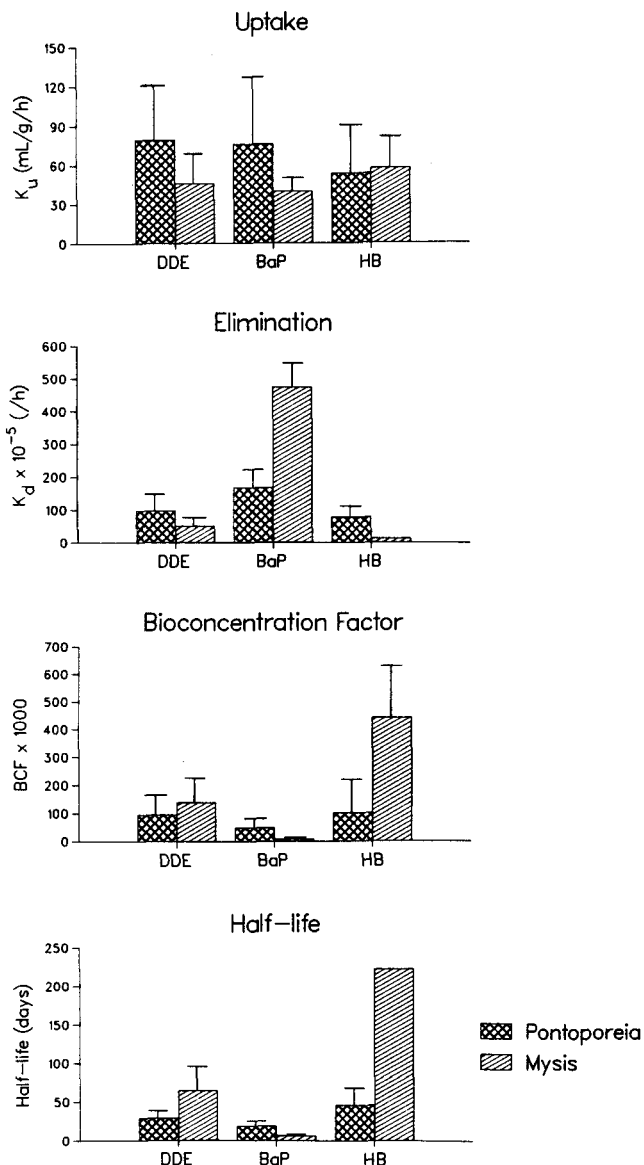 Uptake
K_u (mL/g/h)
150
120
90
60
30
0
DDE BaP HB
Elimination
K_d × 10^-5 (/h)
600
500
400
300
200
100
0
DDE BaP HB
Bioconcentration Factor
BCF × 1000
700
600
500
400
300
200
100
0
DDE BaP HB
Half-life
Half-life (days)
250
200
150
100
50
0
DDE BaP HB
Pontoporeia
Mysis